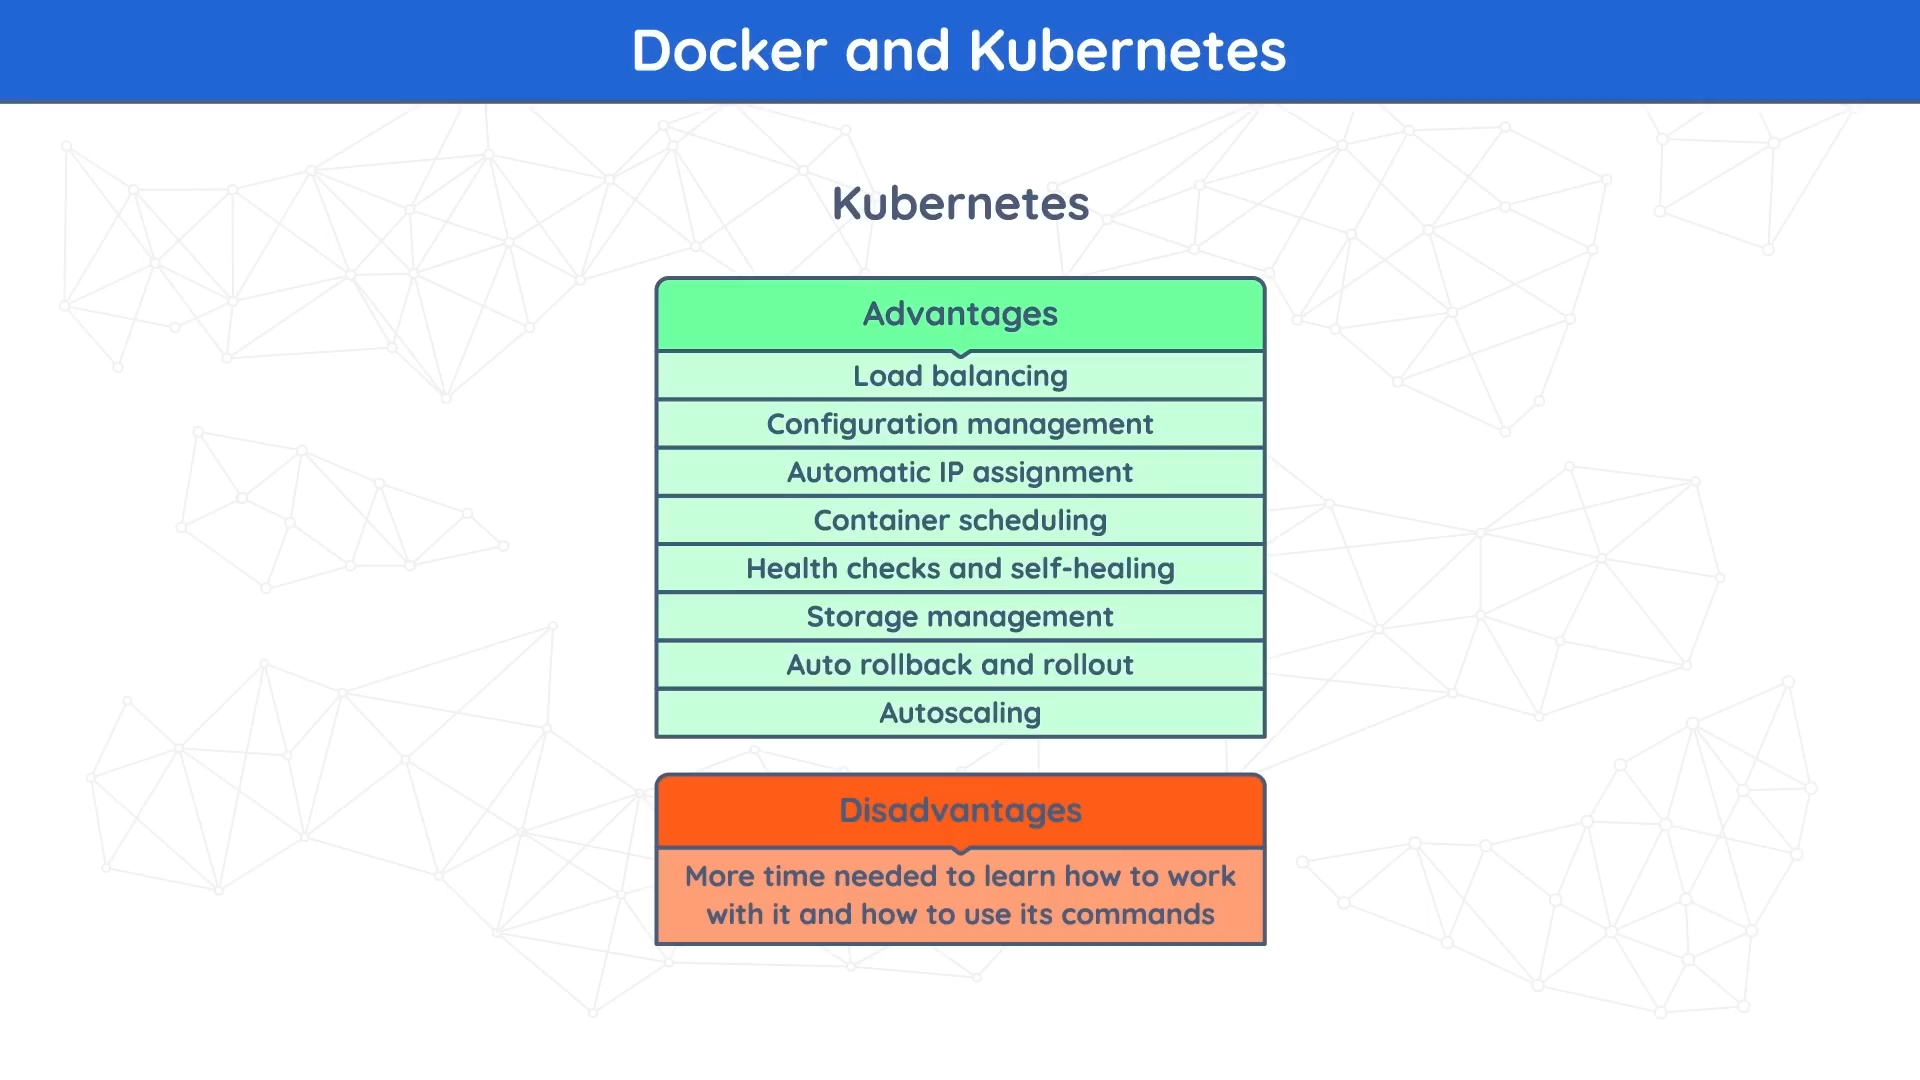 Docker and Kubernetes
Kubernetes
Advantages
Load balancing
Configuration management
Automatic IP assignment
Container scheduling
Health checks and self-healing
Storage management
Auto rollback and rollout
Autoscaling
Disadvantages
More time needed to learn how to work
with it and how to use its commands